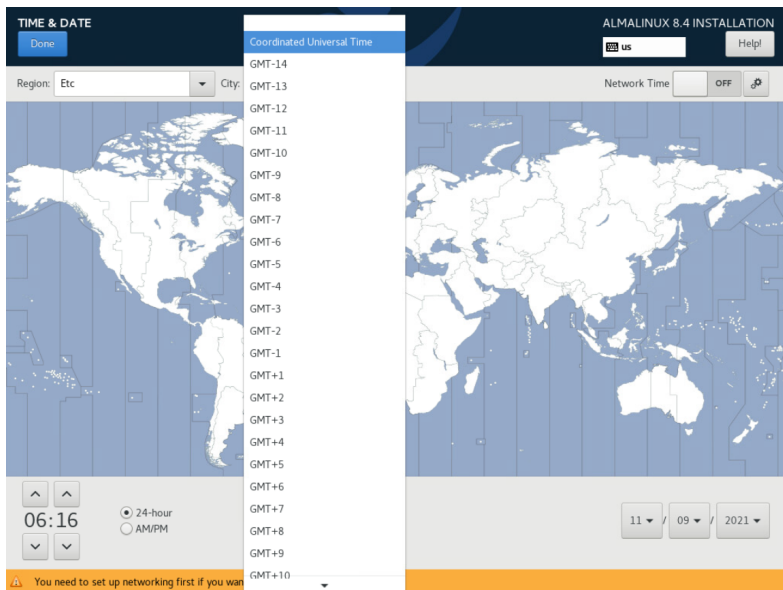 TIME & DATE
ALMALINUX 8.4 INSTALLATION
Done
us
Help!
Region:
Etc
City:
Network Time
OFF
Coordinated Universal Time
GMT-14
GMT-13
GMT-12
GMT-11
GMT-10
GMT-9
GMT-8
GMT-7
GMT-6
GMT-5
GMT-4
GMT-3
GMT-2
GMT-1
GMT+1
GMT+2
GMT+3
GMT+4
GMT+5
GMT+6
GMT+7
GMT+8
GMT+9
GMT+10
06:16
24-hour
AM/PM
11 / 09 / 2021
You need to set up networking first if you wan